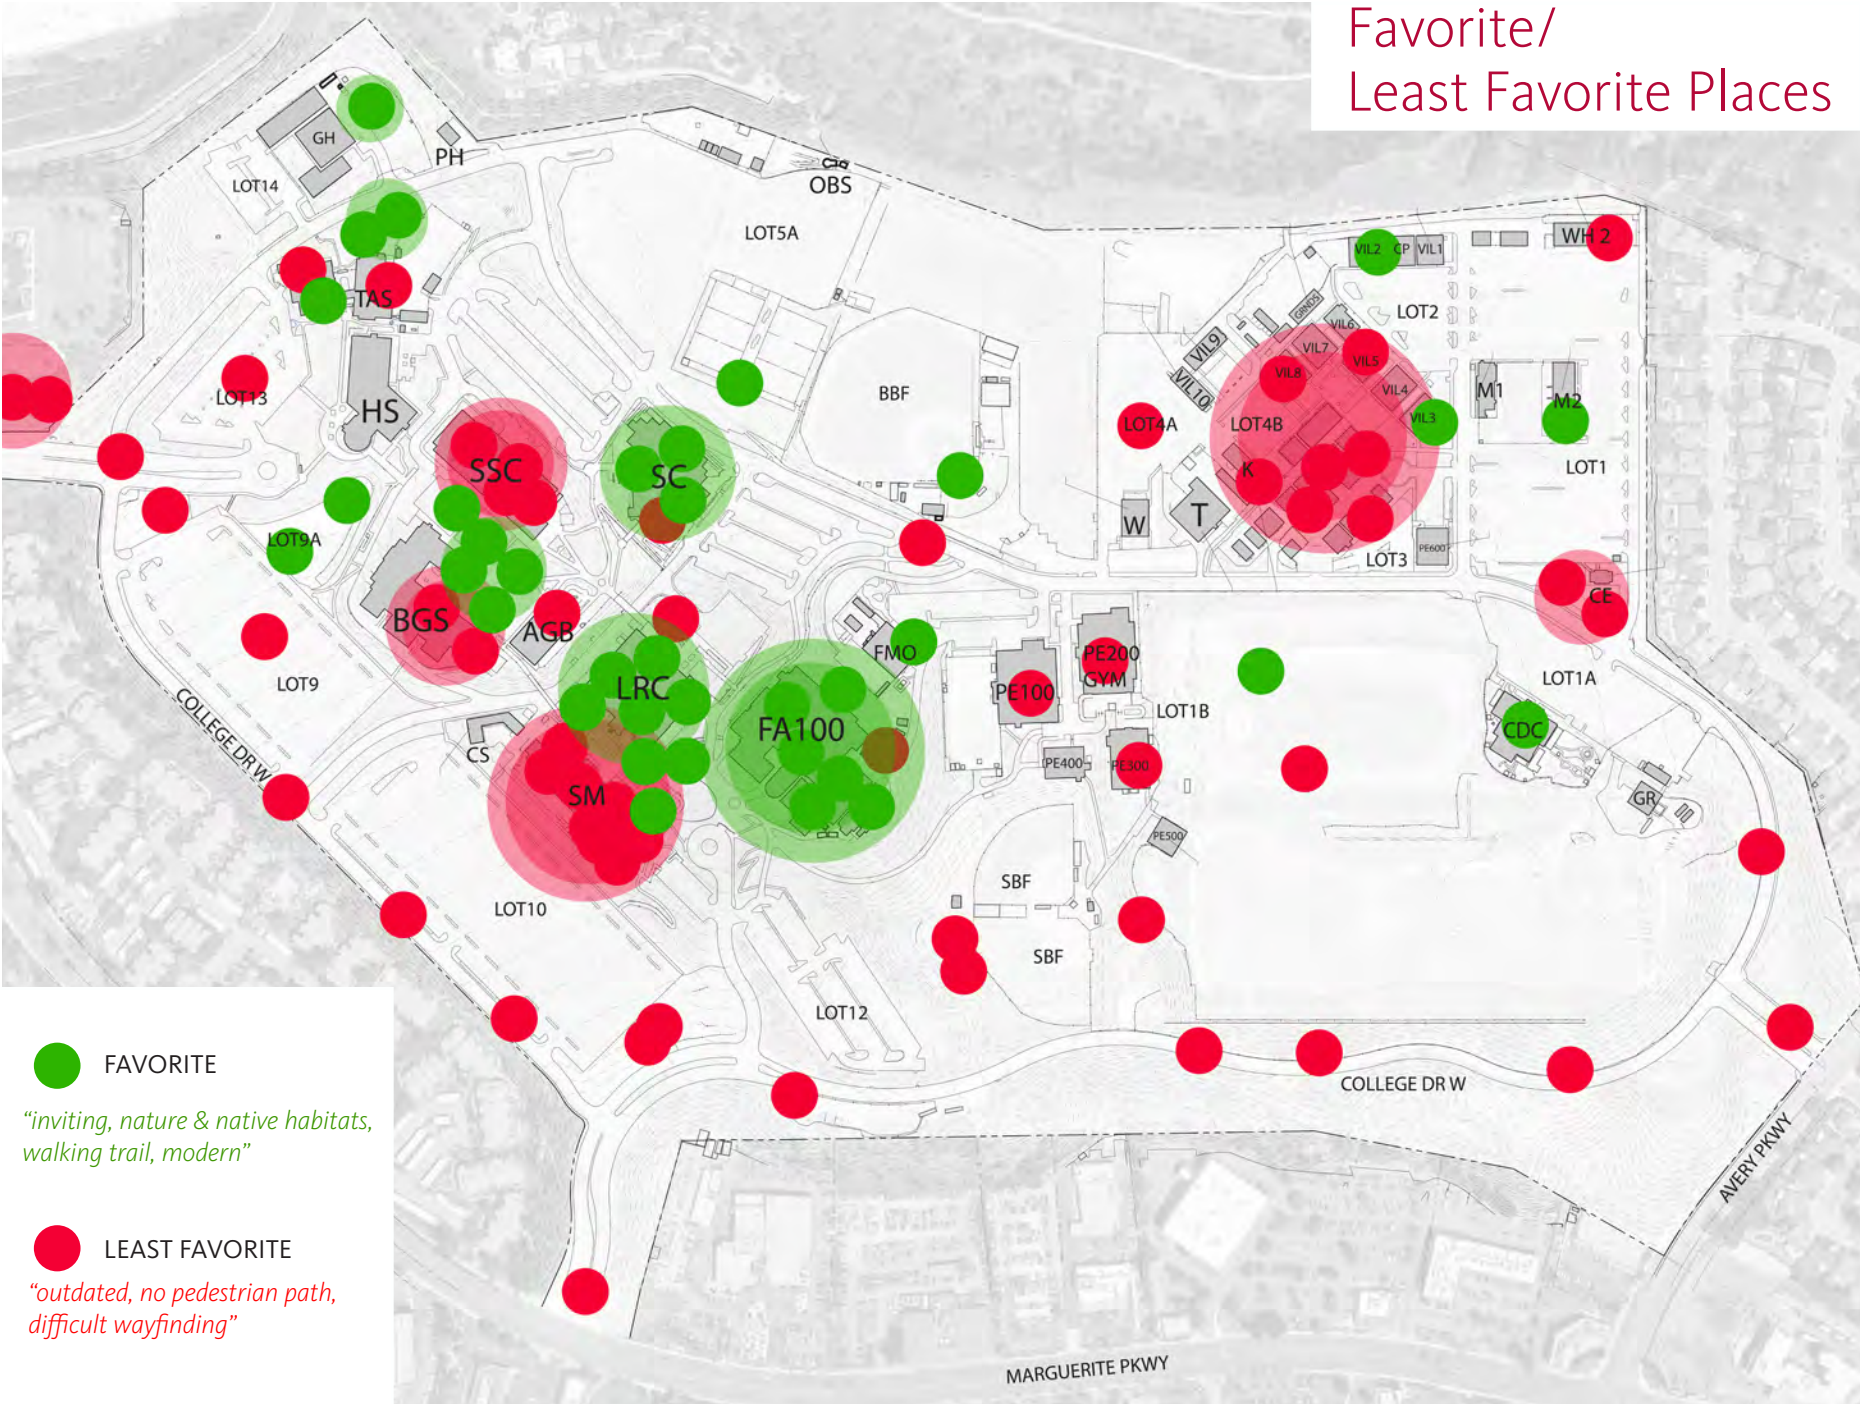 Favorite/
Least Favorite Places
GH
PH
LOT14
OBS
LOT5A
WH 2
VIL2
CP
VIL1
TAS
GRNDS
LOT2
VIL6
VIL9
VIL7
VIL5
VIL8
VIL10
VIL4
M1
M2
LOT13
HS
BBF
LOT4A
LOT4B
VIL3
SSC
SC
K
LOT1
W
T
LOT9A
PE600
LOT3
CE
BGS
AGB
FMO
PE200
GYM
LOT9
LRC
PE100
LOT1A
LOT1B
COLLEGE DR W
FA100
CDC
CS
PE400
PE300
SM
GR
PE500
SBF
LOT10
SBF
LOT12
COLLEGE DR W
AVERY PKWY
MARGUERITE PKWY
FAVORITE
“inviting, nature & native habitats,
walking trail, modern”
LEAST FAVORITE
“outdated, no pedestrian path,
difficult wayfinding”